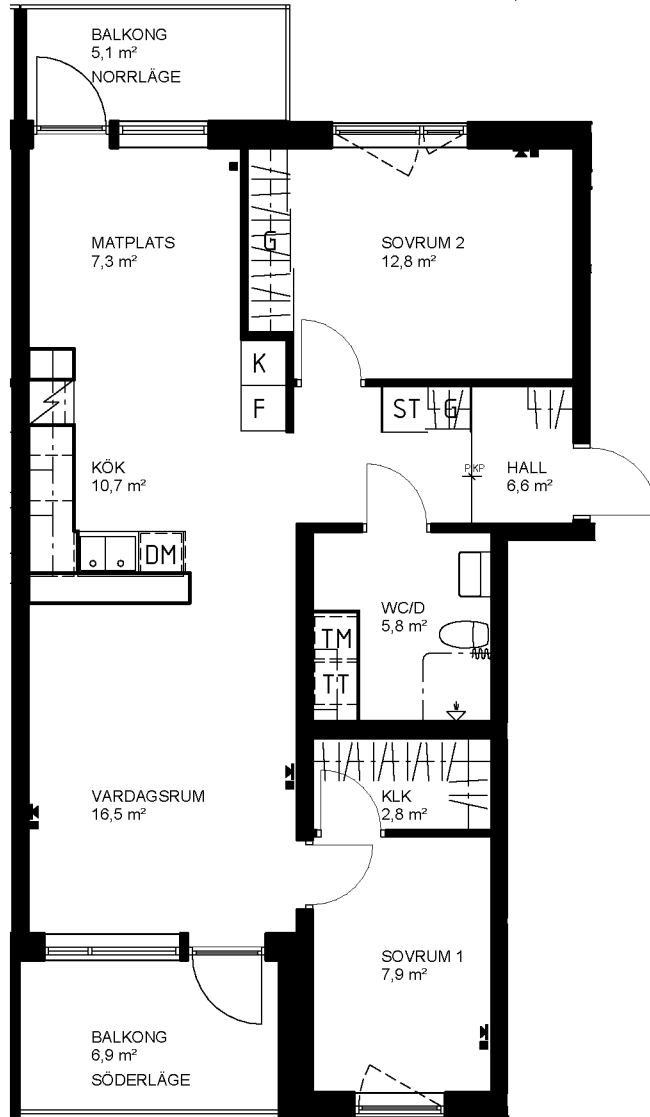 BALKONG
5,1 m²
NORRLÄGE
MATPLATS
7,3 m²
G
SOVRUM 2
12,8 m²
K
F
ST G
KÖK
10,7 m²
HALL
6,6 m²
DM
WC/D
5,8 m²
TM
TT
VARDAGSRUM
16,5 m²
KLK
2,8 m²
SOVRUM 1
7,9 m²
BALKONG
6,9 m²
SÖDERLÄGE